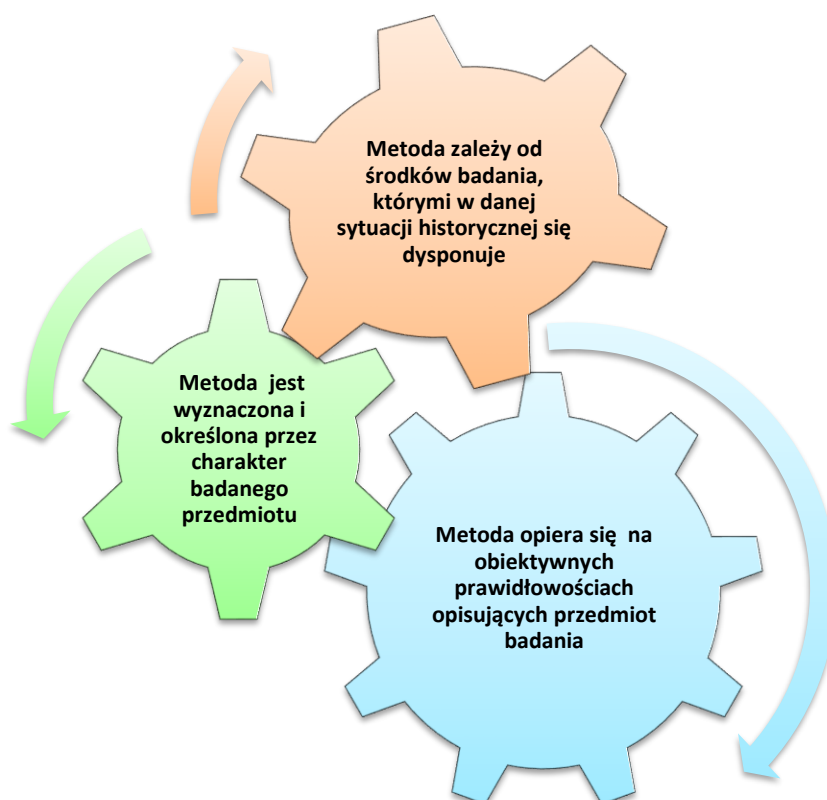 Metoda zależy od
środków badania,
którymi w danej
sytuacji historycznej się
dysponuje
Metoda  jest
wyznaczona i
określona przez
charakter
badanego
przedmiotu
Metoda opiera się  na
obiektywnych
prawidłowościach
opisujących przedmiot
badania